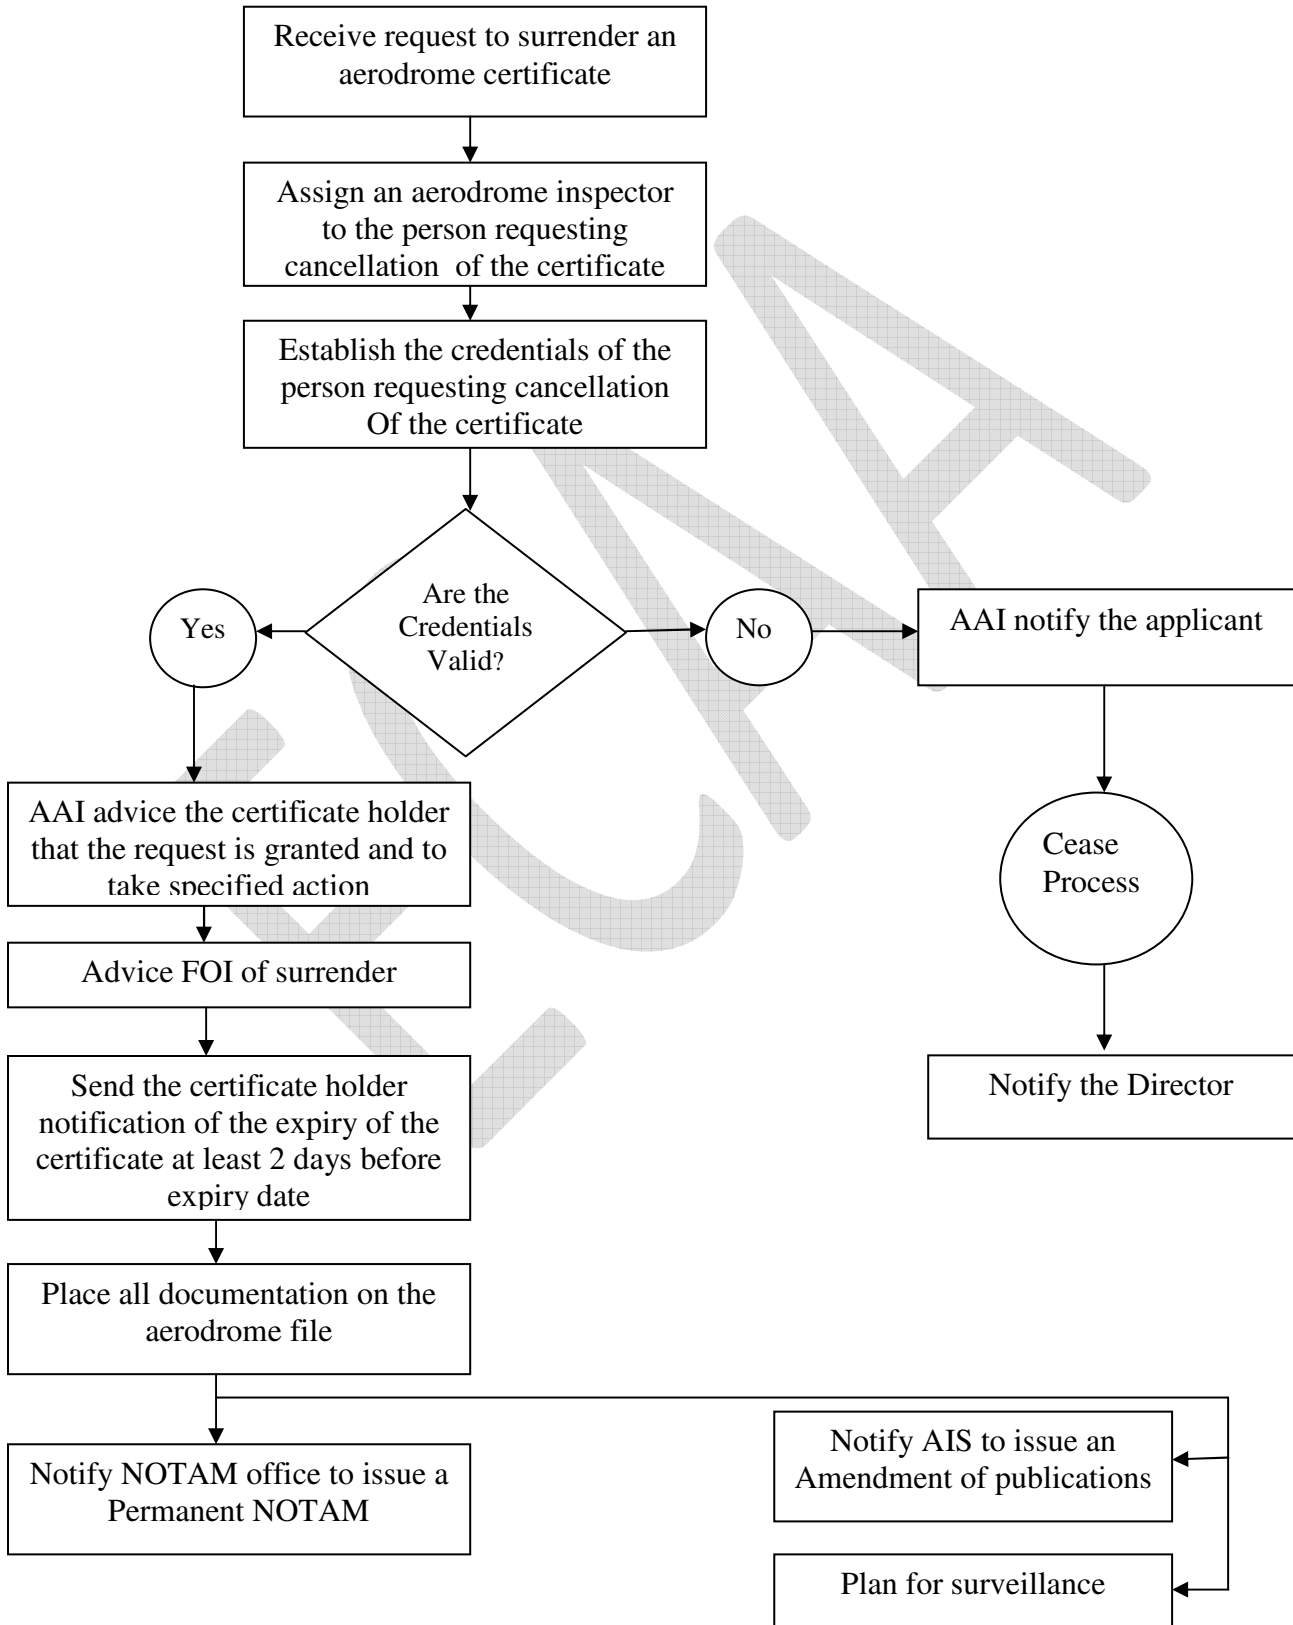 Receive request to surrender an
aerodrome certificate
Assign an aerodrome inspector
to the person requesting
cancellation of the certificate
Establish the credentials of the
person requesting cancellation
Of the certificate
Are the
Credentials
Valid?
Yes
No
AAI notify the applicant
AAI advice the certificate holder
that the request is granted and to
take specified action
Cease
Process
Advice FOI of surrender
Send the certificate holder
notification of the expiry of the
certificate at least 2 days before
expiry date
Notify the Director
Place all documentation on the
aerodrome file
Notify NOTAM office to issue a
Permanent NOTAM
Notify AIS to issue an
Amendment of publications
Plan for surveillance
ECAA